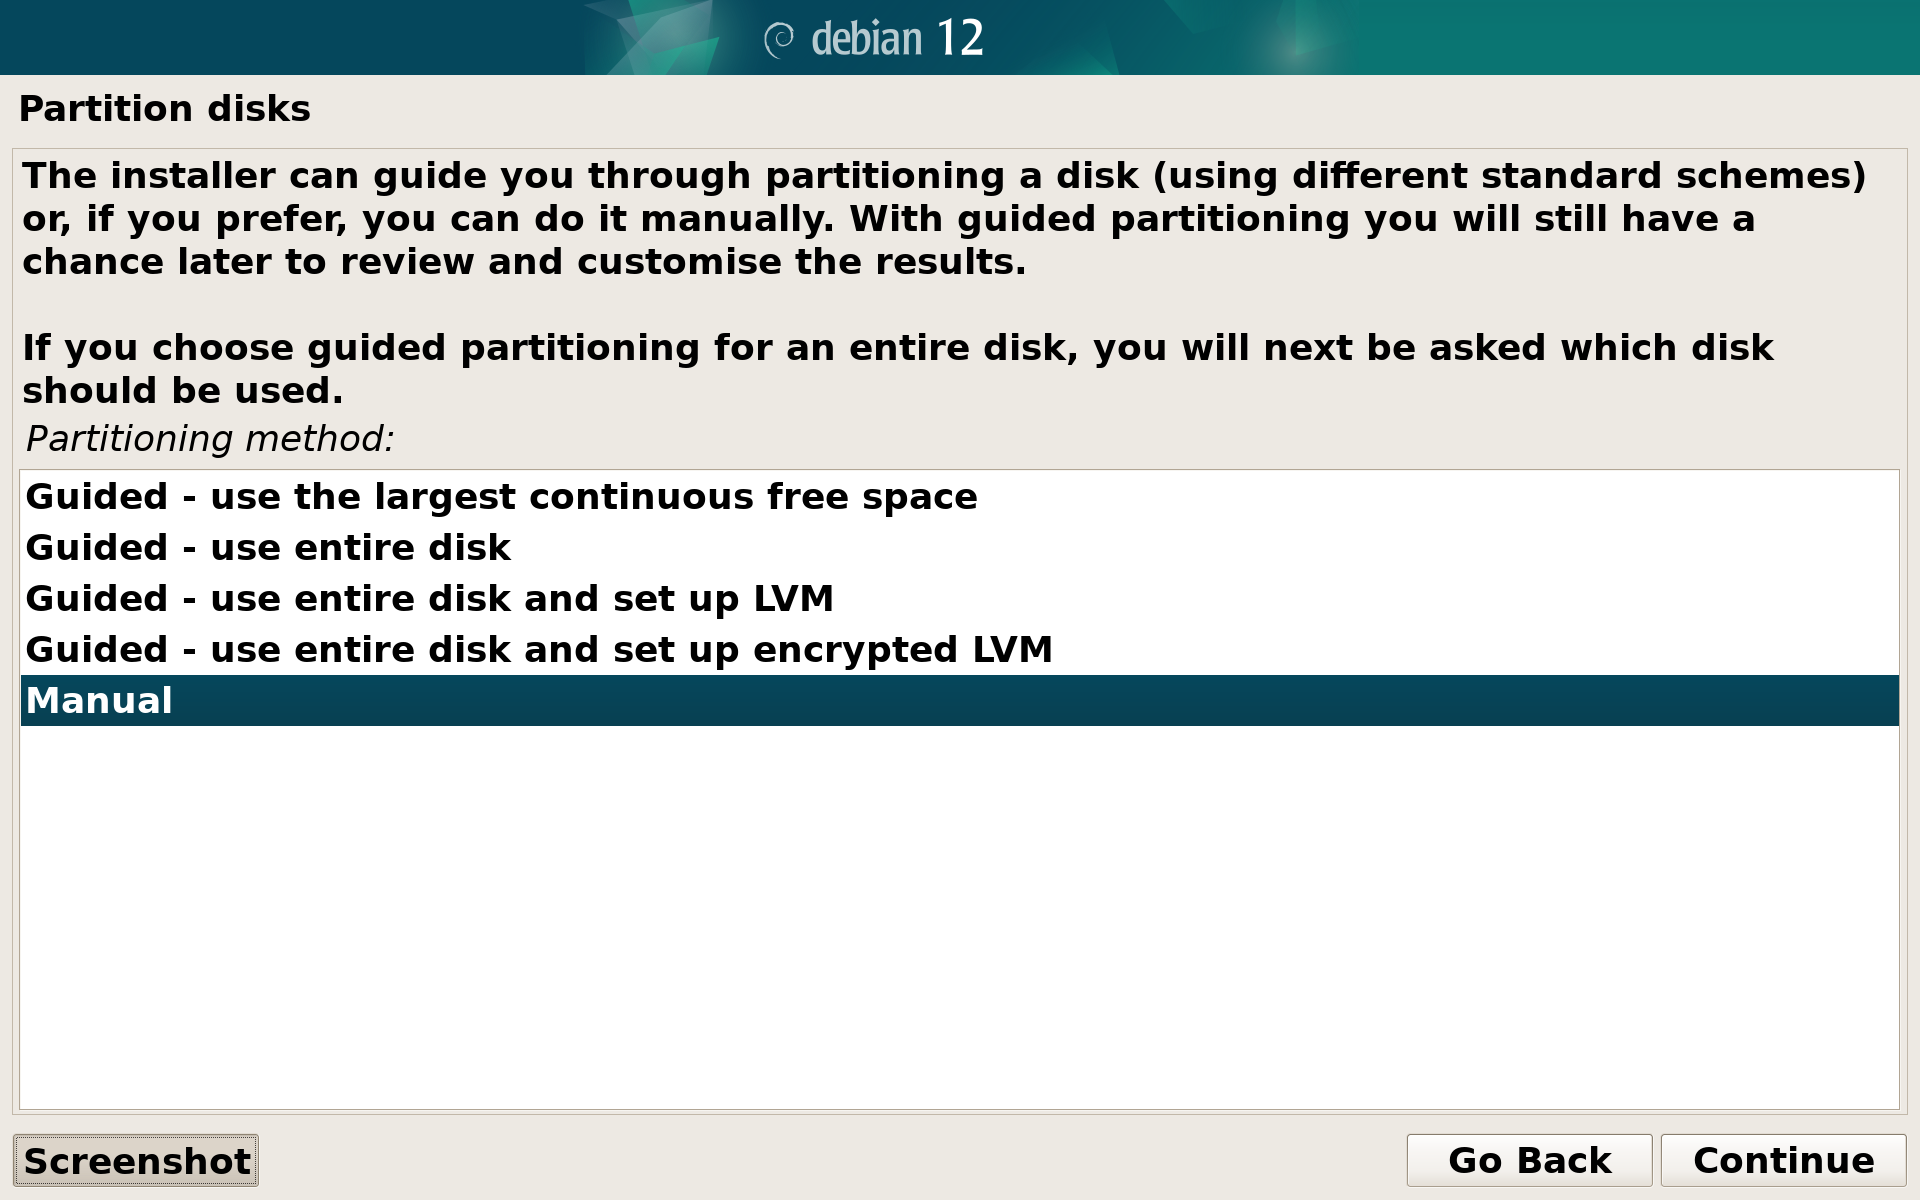 debian 12
Partition disks
The installer can guide you through partitioning a disk (using different standard schemes)
or, if you prefer, you can do it manually. With guided partitioning you will still have a
chance later to review and customise the results.
If you choose guided partitioning for an entire disk, you will next be asked which disk
should be used.
Partitioning method:
Guided - use the largest continuous free space
Guided - use entire disk
Guided - use entire disk and set up LVM
Guided - use entire disk and set up encrypted LVM
Manual
Screenshot
Go Back
Continue